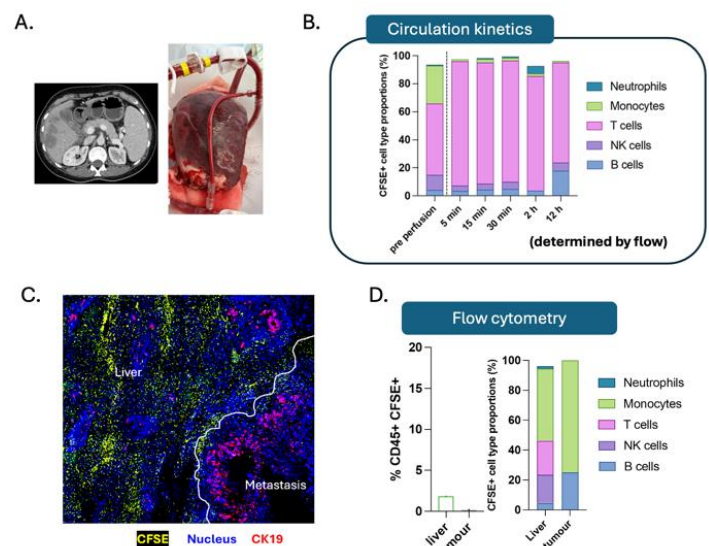 A.
B.
Circulation kinetics
CFSE+ cell type proportions (%)
100
80
60
40
20
0
pre perfusion
5 min
15 min
30 min
2 h
12 h
Neutrophils
Monocytes
T cells
NK cells
B cells
(determined by flow)
C.
Liver
Metastasis
CFSE Nucleus CK19
D.
Flow cytometry
% CD45+ CFSE+
20
15
10
5
0
liver
mour
CFSE+ cell type proportions (%)
100
80
60
40
20
0
Liver
tumour
Neutrophils
Monocytes
T cells
NK cells
B cells